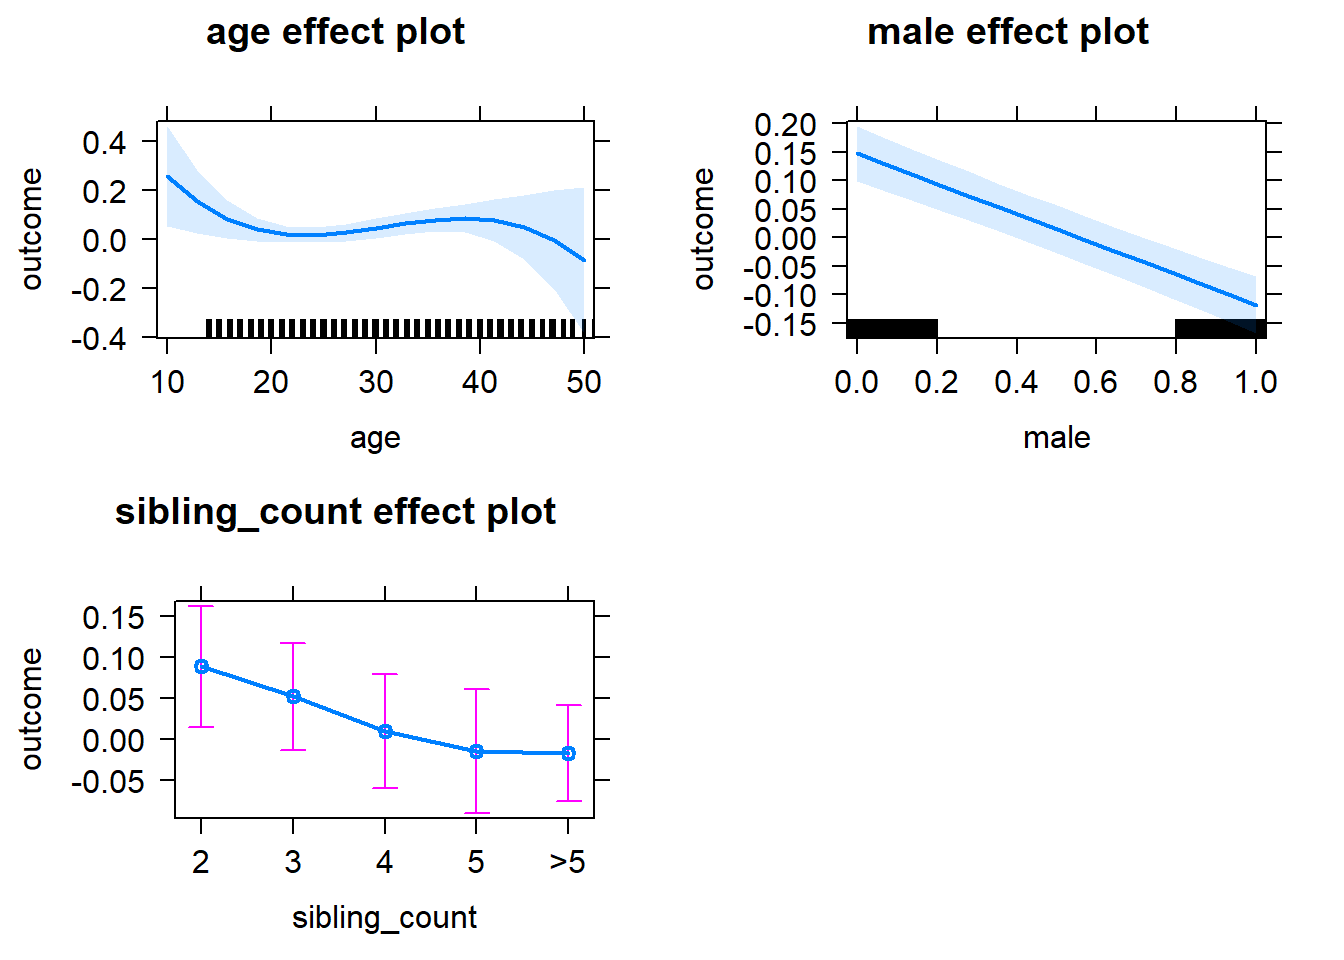 age effect plot
outcome
0.4
0.2
0.0
-0.2
-0.4
10 20 30 40 50
age
male effect plot
outcome
0.20
0.15
0.10
0.05
0.00
-0.05
-0.10
-0.15
0.0 0.2 0.4 0.6 0.8 1.0
male
sibling_count effect plot
outcome
0.15
0.10
0.05
0.00
-0.05
2 3 4 5 >5
sibling_count